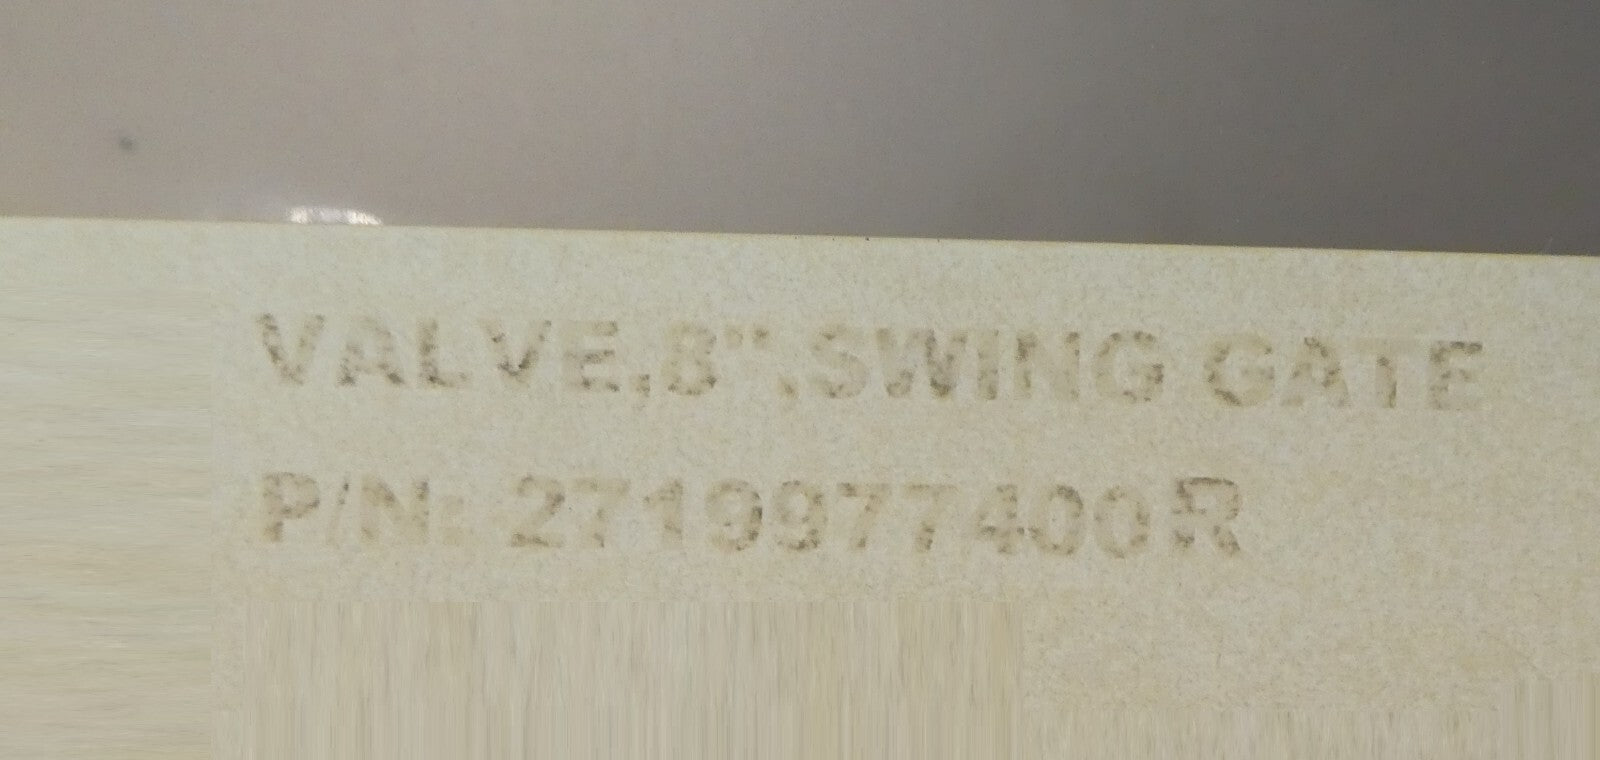 VALVE,8",SWING GATE
P/N: 2719977400R